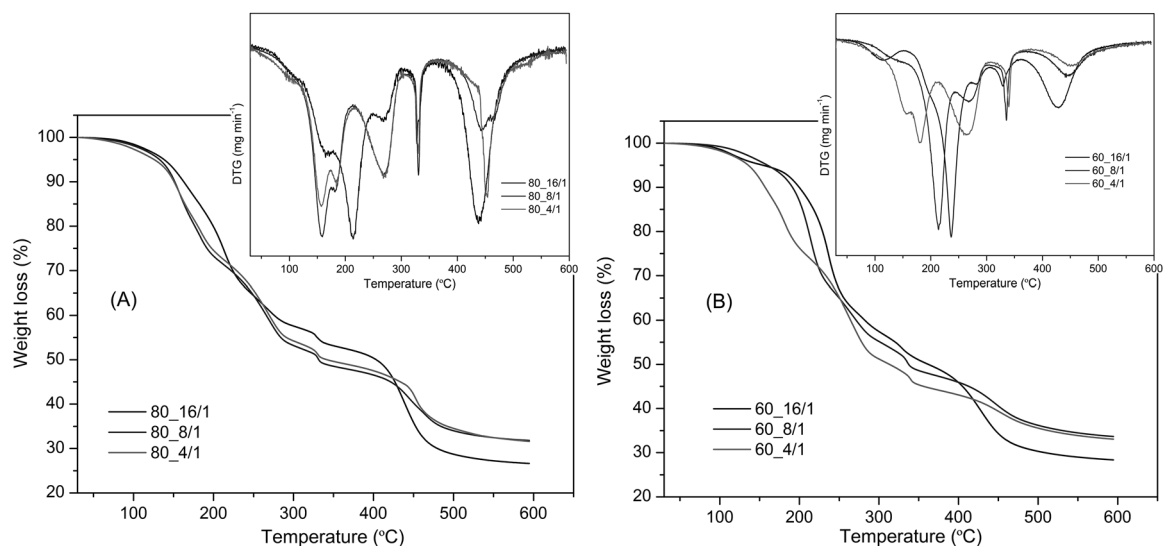 DTG (mg min⁻¹)
80_16/1
80_8/1
80_4/1
100 200 300 400 500 600
Temperature (ºC)
Weight loss (%)
100
90
80
70
60
50
40
30
20
(A)
80_16/1
80_8/1
80_4/1
100 200 300 400 500 600
Temperature (ºC)
DTG (mg min⁻¹)
60_16/1
60_8/1
60_4/1
100 200 300 400 500 600
Temperature (ºC)
Weight loss (%)
100
90
80
70
60
50
40
30
20
(B)
60_16/1
60_8/1
60_4/1
100 200 300 400 500 600
Temperature (ºC)